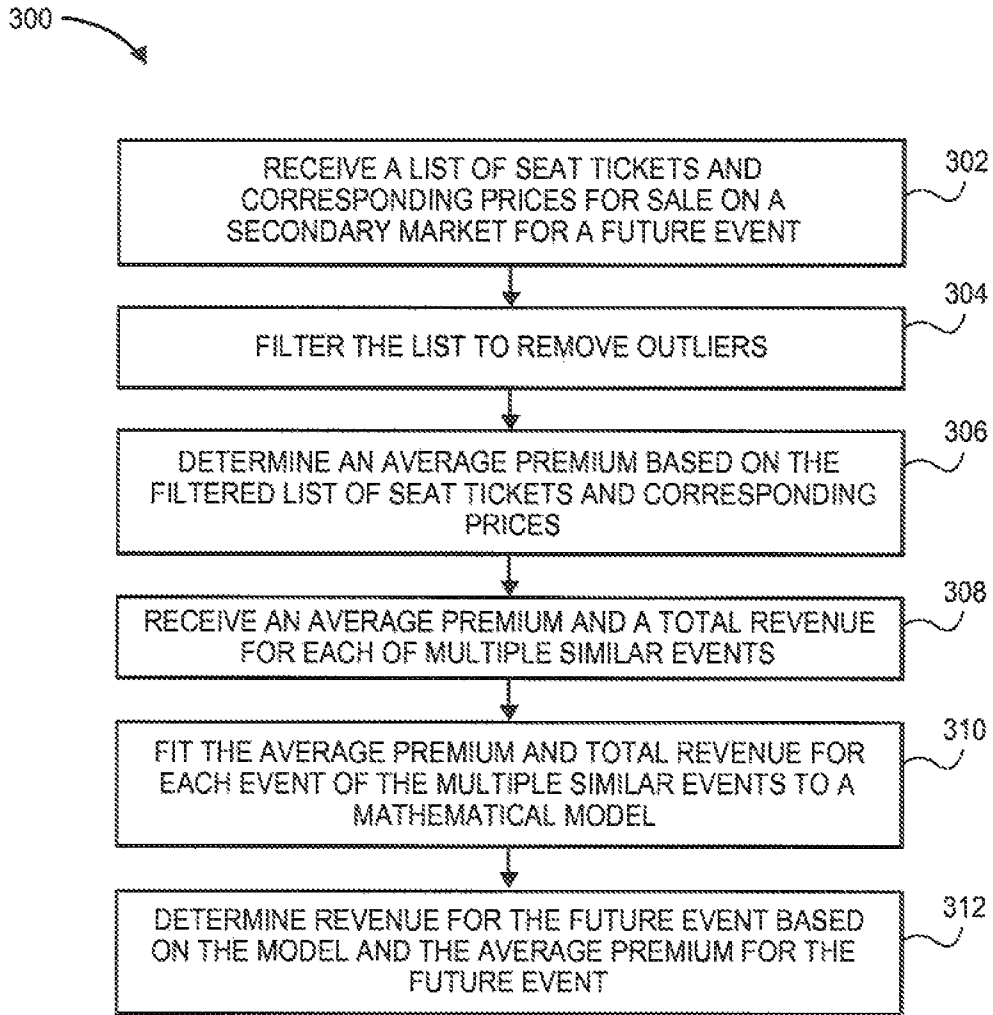 300
RECEIVE A LIST OF SEAT TICKETS AND
CORRESPONDING PRICES FOR SALE ON A
SECONDARY MARKET FOR A FUTURE EVENT
302
FILTER THE LIST TO REMOVE OUTLIERS
304
DETERMINE AN AVERAGE PREMIUM BASED ON THE
FILTERED LIST OF SEAT TICKETS AND CORRESPONDING
PRICES
306
RECEIVE AN AVERAGE PREMIUM AND A TOTAL REVENUE
FOR EACH OF MULTIPLE SIMILAR EVENTS
308
FIT THE AVERAGE PREMIUM AND TOTAL REVENUE FOR
EACH EVENT OF THE MULTIPLE SIMILAR EVENTS TO A
MATHEMATICAL MODEL
310
DETERMINE REVENUE FOR THE FUTURE EVENT BASED
ON THE MODEL AND THE AVERAGE PREMIUM FOR THE
FUTURE EVENT
312